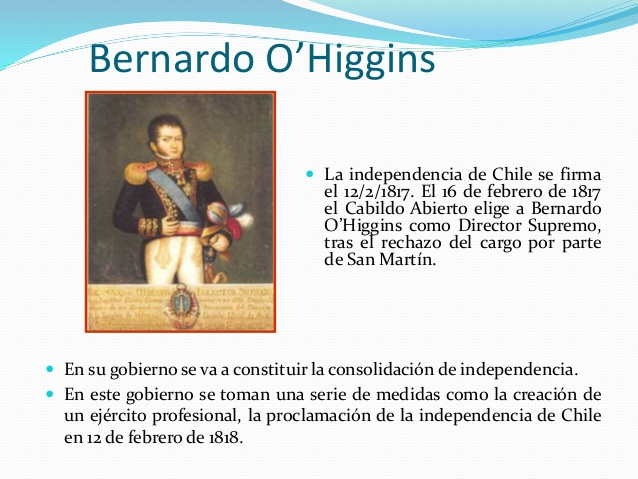 Bernardo O’Higgins
La independencia de Chile se firma
el 12/2/1817. El 16 de febrero de 1817
el Cabildo Abierto elige a Bernardo
O’Higgins como Director Supremo,
tras el rechazo del cargo por parte
de San Martín.
En su gobierno se va a constituir la consolidación de independencia.
En este gobierno se toman una serie de medidas como la creación de
un ejército profesional, la proclamación de la independencia de Chile
en 12 de febrero de 1818.